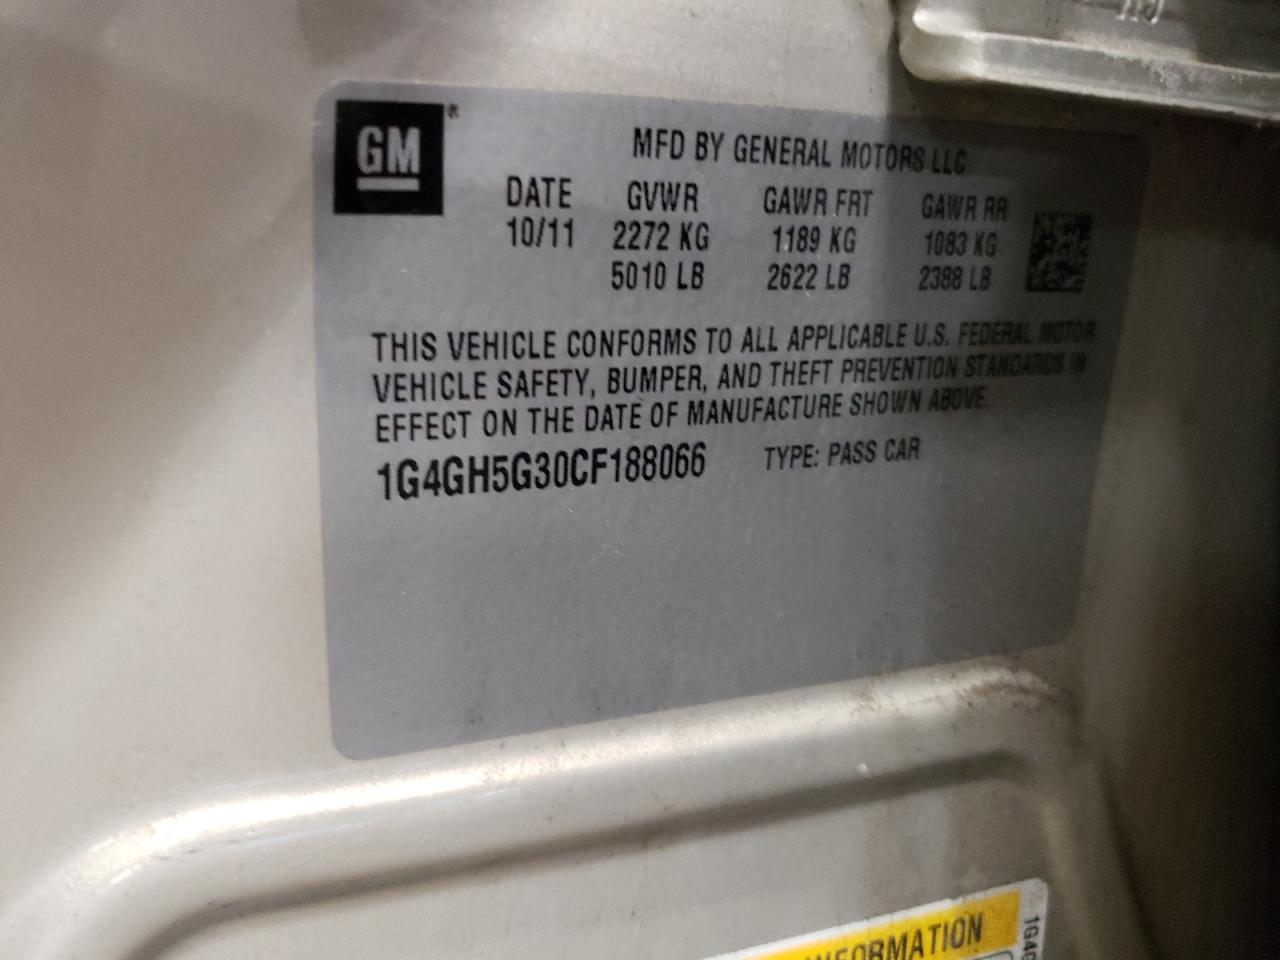 GM®
MFD BY GENERAL MOTORS LLC
DATE GVWR GAWR FRT GAWR RR
10/11 2272 KG 1189 KG 1083 KG
5010 LB 2622 LB 2388 LB
THIS VEHICLE CONFORMS TO ALL APPLICABLE U.S. FEDERAL MOTOR
VEHICLE SAFETY, BUMPER, AND THEFT PREVENTION STANDARDS IN
EFFECT ON THE DATE OF MANUFACTURE SHOWN ABOVE.
1G4GH5G30CF188066 TYPE: PASS CAR
INFORMATION
1G4G